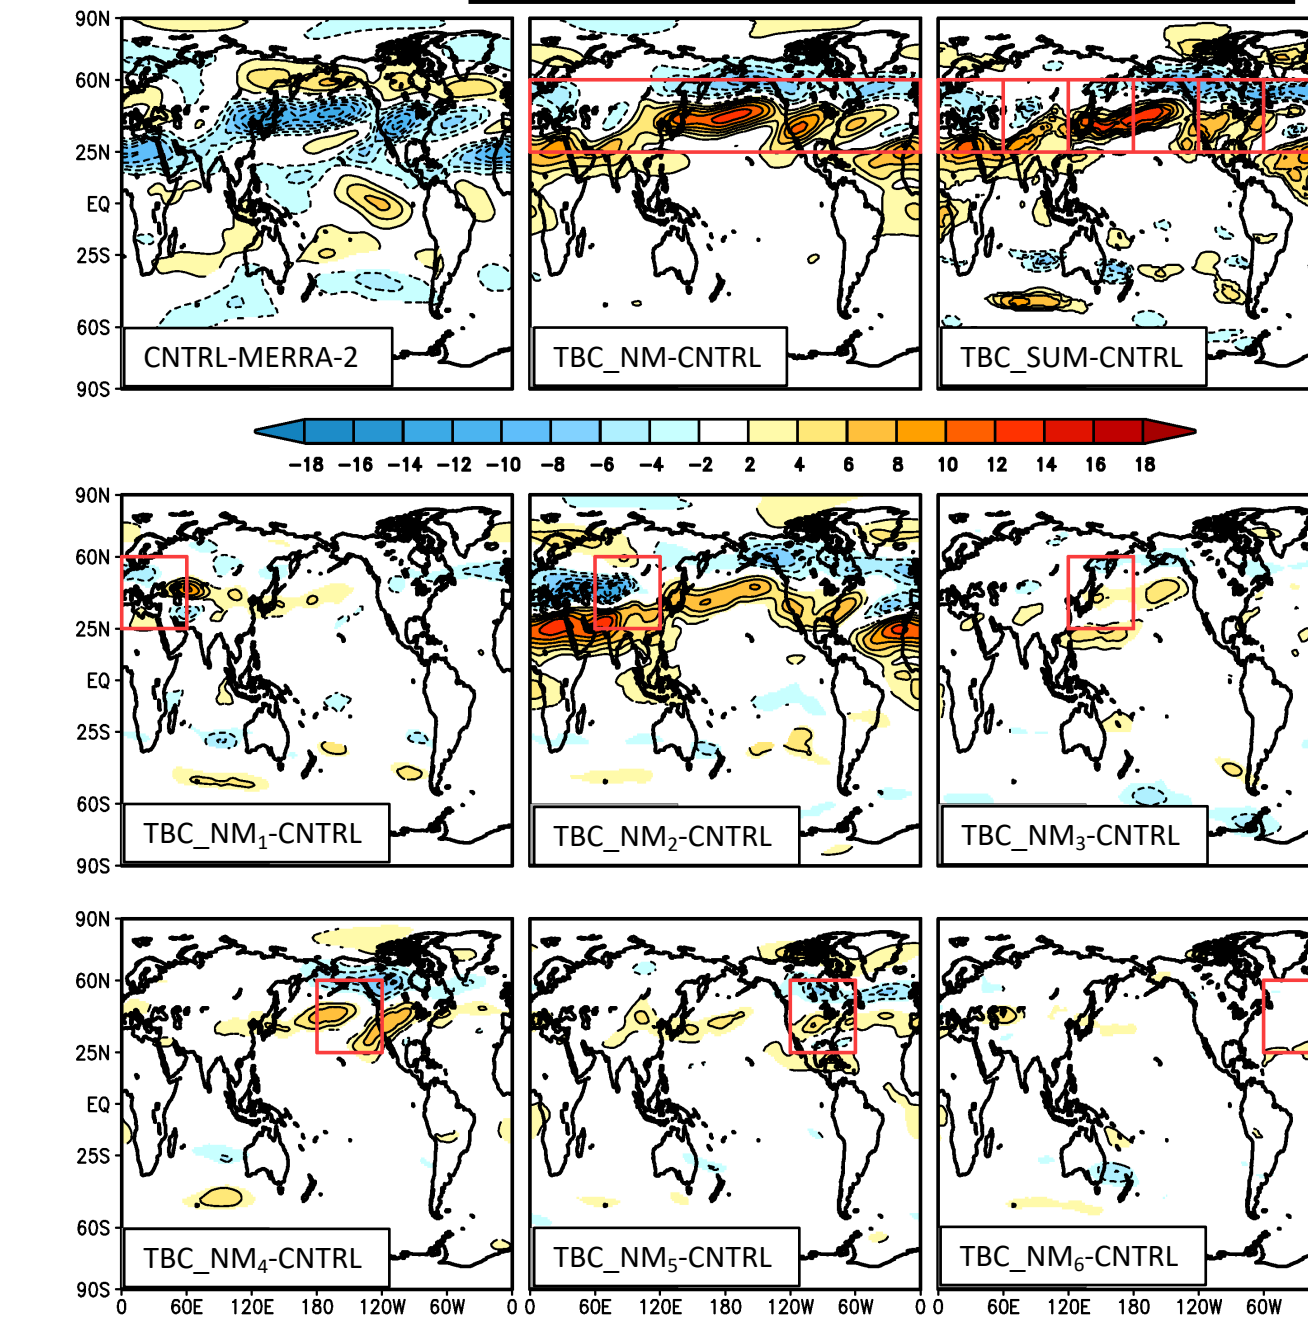 90N
60N
25N
EQ
25S
60S
90S
CNTRL-MERRA-2
TBC_NM-CNTRL
TBC_SUM-CNTRL
-18 -16 -14 -12 -10 -8 -6 -4 -2 2 4 6 8 10 12 14 16 18
90N
60N
25N
EQ
25S
60S
90S
TBC_NM₁-CNTRL
TBC_NM₂-CNTRL
TBC_NM₃-CNTRL
90N
60N
25N
EQ
25S
60S
90S
TBC_NM₄-CNTRL
TBC_NM₅-CNTRL
TBC_NM₆-CNTRL
0 60E 120E 180 120W 60W 0
0 60E 120E 180 120W 60W 0
0 60E 120E 180 120W 60W